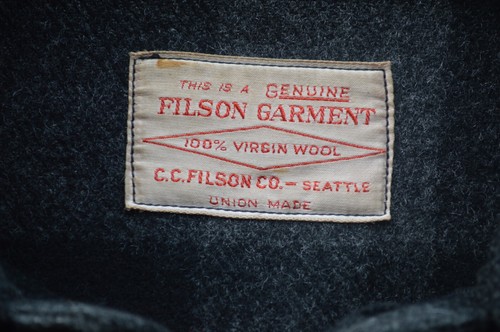 THIS IS A GENUINE
FILSON GARMENT
100% VIRGIN WOOL
C.C. FILSON CO. – SEATTLE
UNION MADE